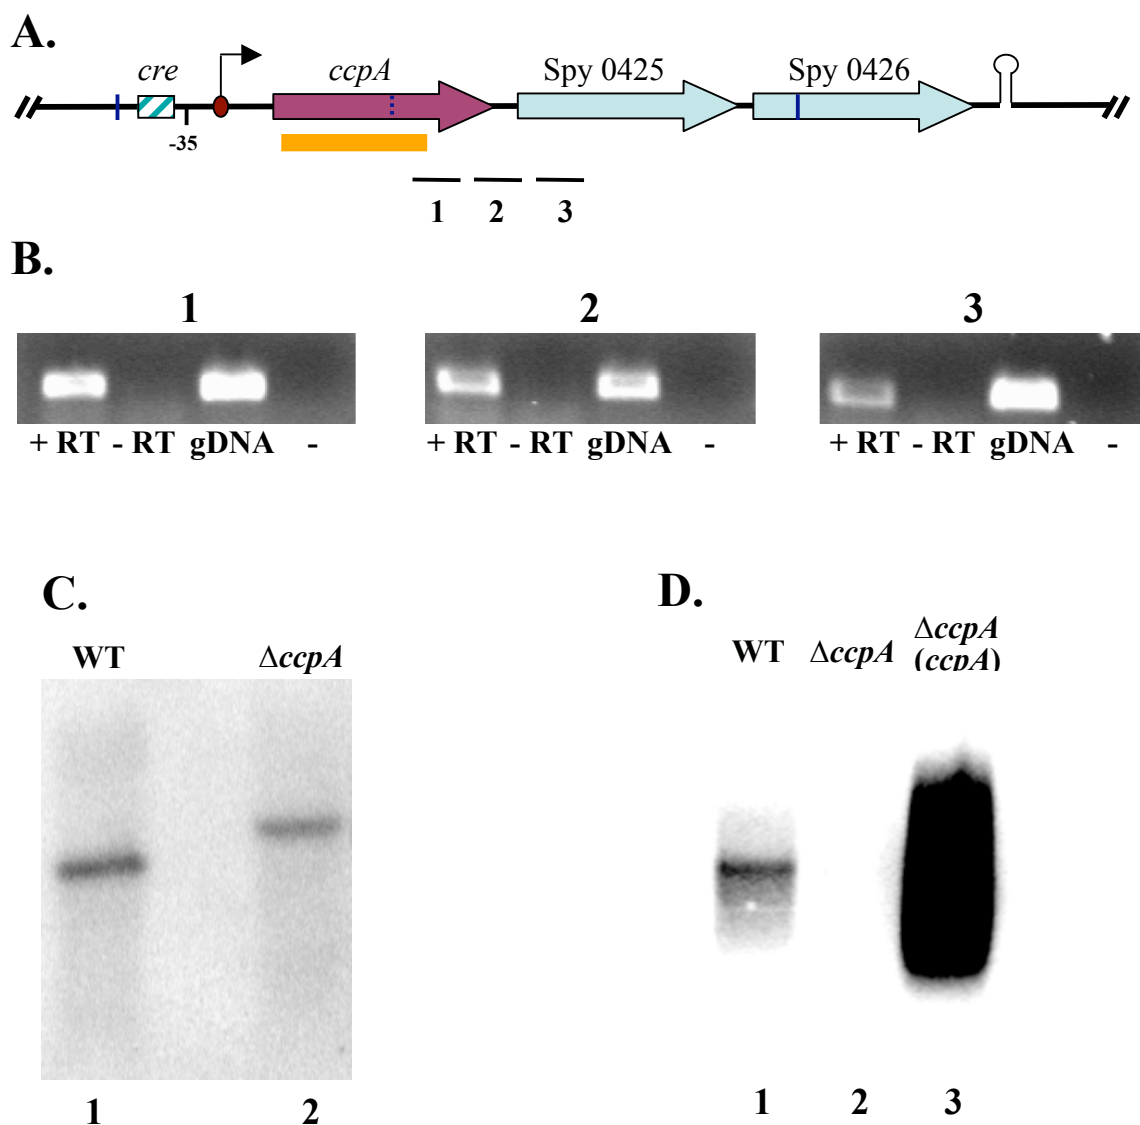 A.
cre
ccpA
Spy 0425
Spy 0426
-35
1 2 3
B.
1 2 3
+ RT - RT gDNA -
+ RT - RT gDNA -
+ RT - RT gDNA -
C.
WT ΔccpA
1 2
D.
WT ΔccpA ΔccpA
(ccpA)
1 2 3